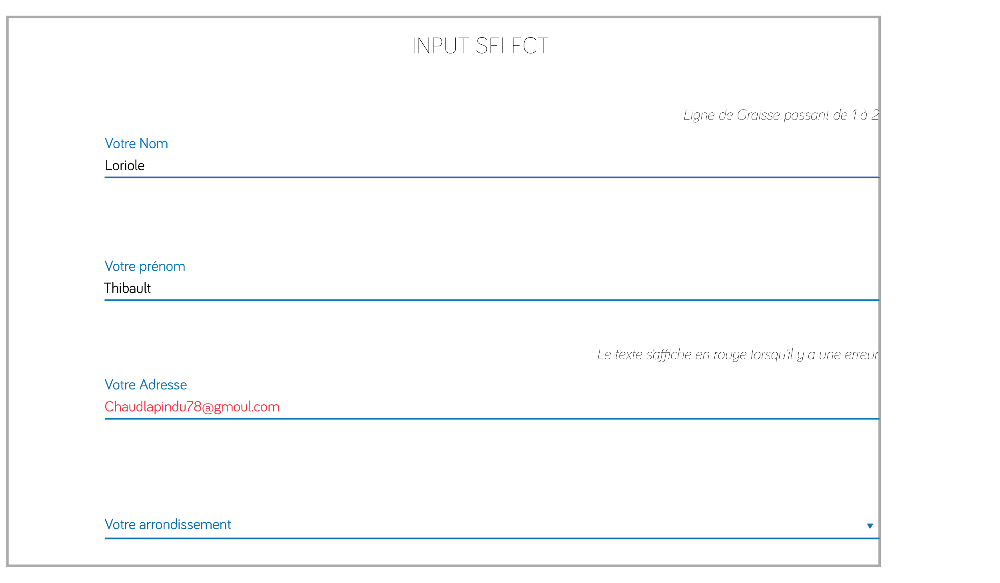 INPUT SELECT
Ligne de Graisse passant de 1 à 2
Votre Nom
Loriole
Votre prénom
Thibault
Le texte s'affiche en rouge lorsqu'il y a une erreur
Votre Adresse
Chaudlapindu78@gmoul.com
Votre arrondissement